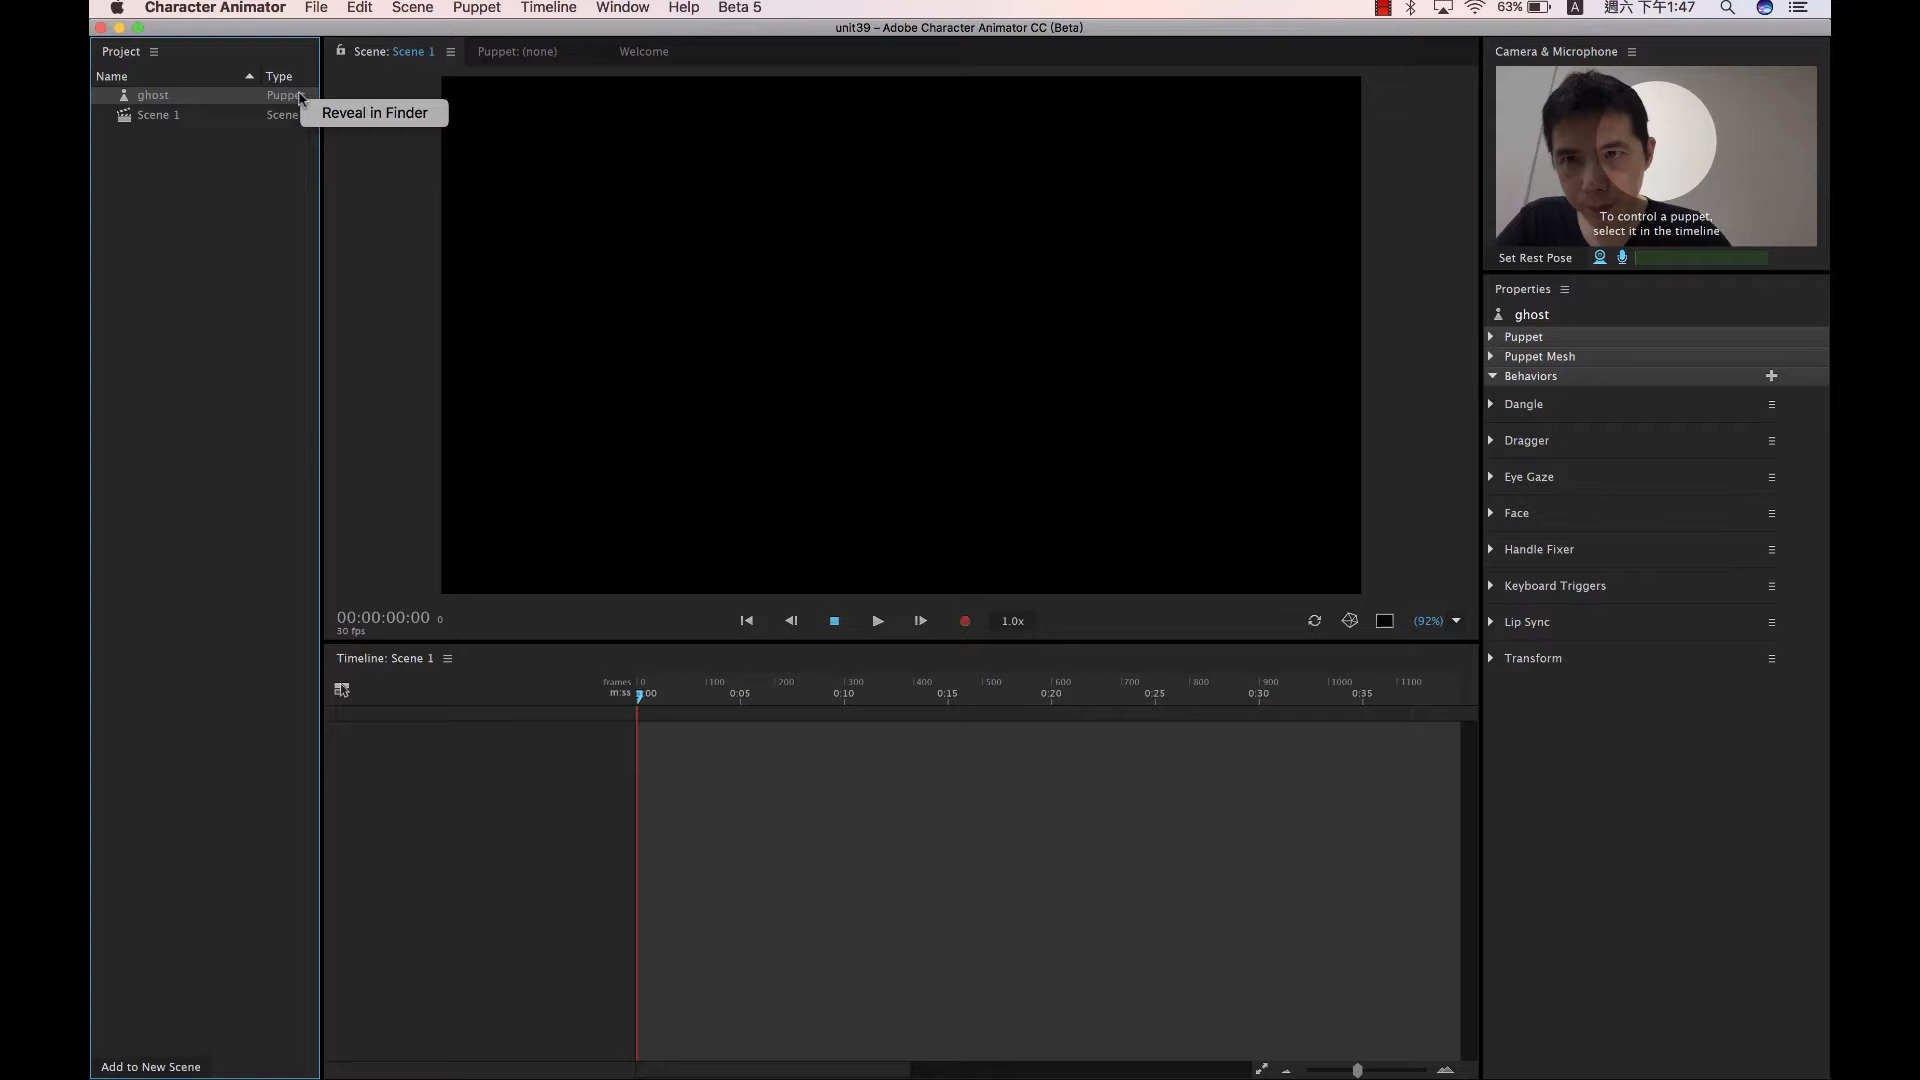 Character Animator File Edit Scene Puppet Timeline Window Help Beta 5 63% A 週六 下午1:47
unit39 – Adobe Character Animator CC (Beta)
Project
Name Type
ghost
Scene 1 Scene
Reveal in Finder
Add to New Scene
Scene: Scene 1 Puppet: (none) Welcome
00:00:00:00 0
30 fps
1.0x
(92%)
Timeline: Scene 1
frames 0 100 200 300 400 500 600 700 800 900 1000 1100
m:ss 0:05 0:10 0:15 0:20 0:25 0:30 0:35
Camera & Microphone
To control a puppet,
select it in the timeline
Set Rest Pose
Properties
ghost
Puppet
Puppet Mesh
Behaviors
Dangle
Dragger
Eye Gaze
Face
Handle Fixer
Keyboard Triggers
Lip Sync
Transform